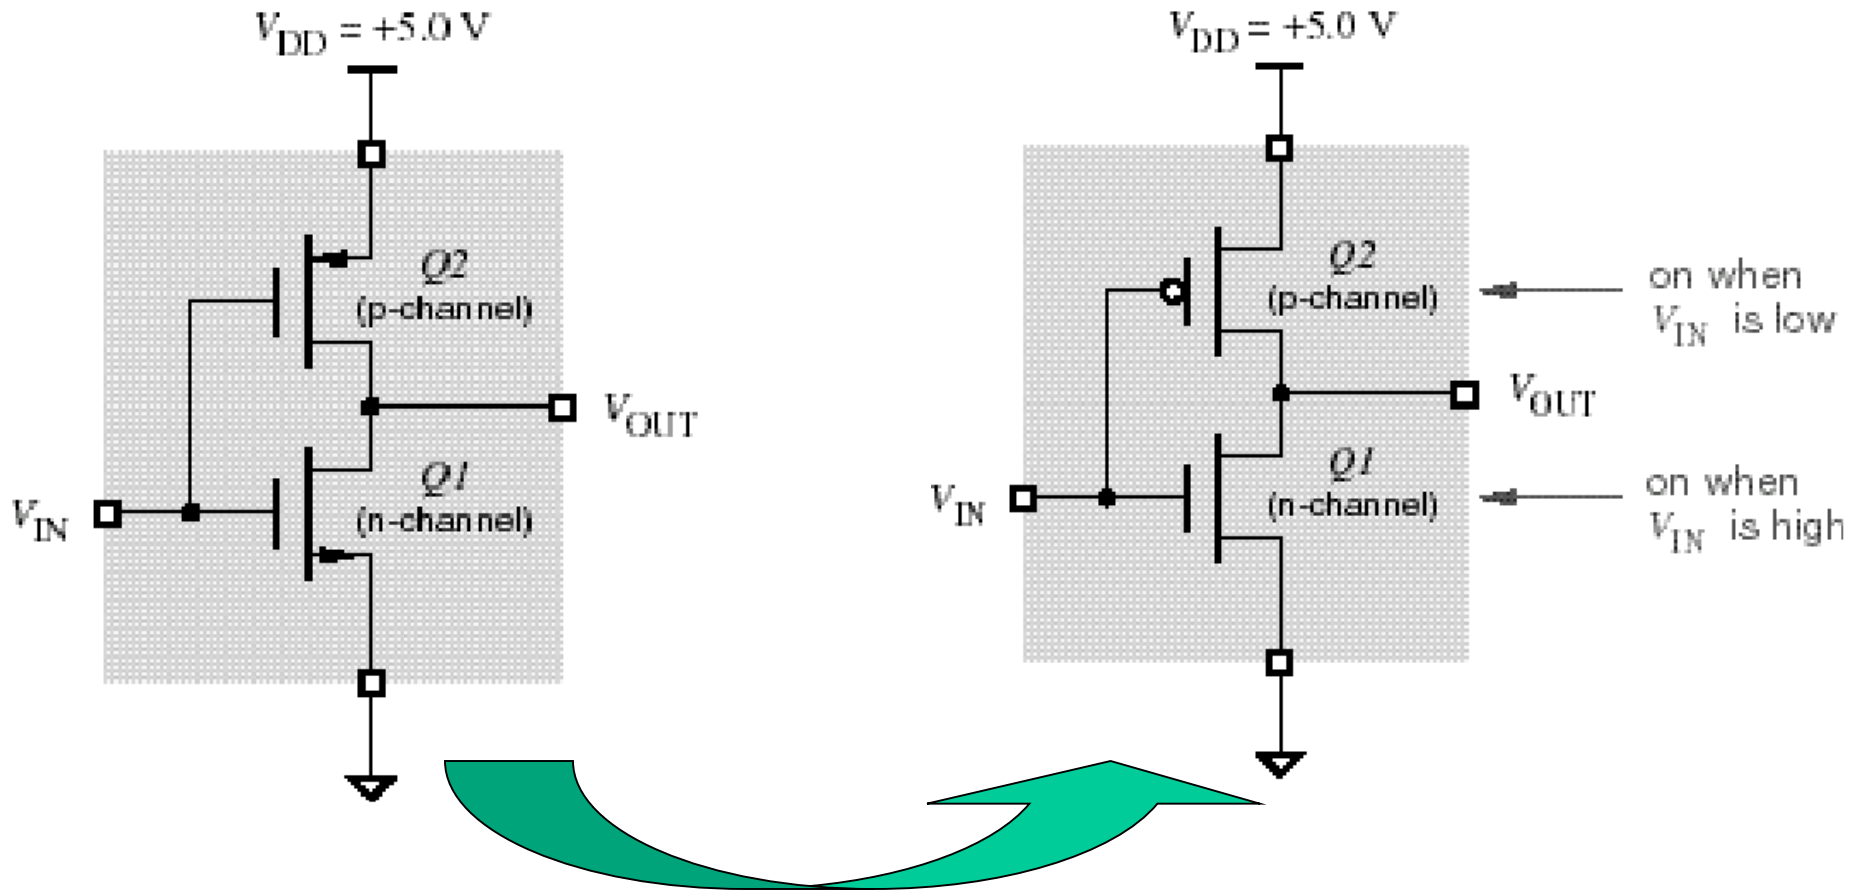 VDD = +5.0 V
Q2
(p-channel)
VOUT
Q1
(n-channel)
VIN
VDD = +5.0 V
Q2
(p-channel)
on when
VIN is low
VOUT
Q1
(n-channel)
VIN
on when
VIN is high